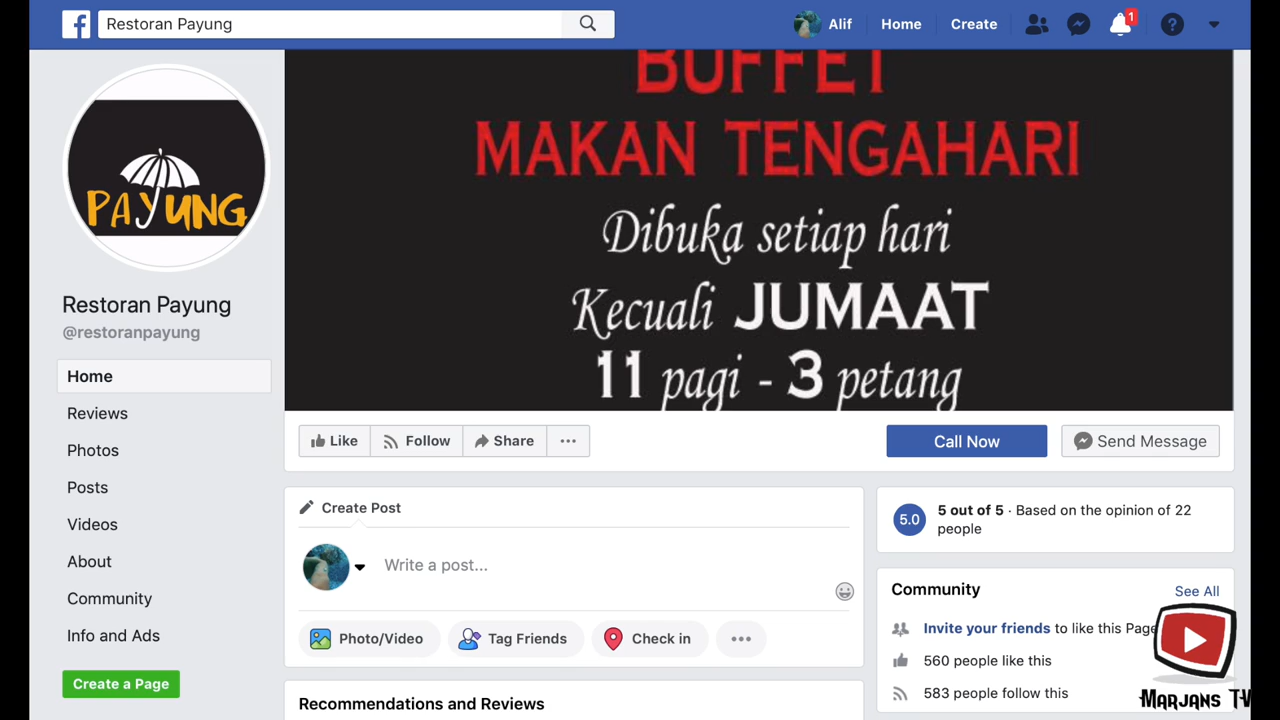 Restoran Payung
Alif
Home
Create
1
PAYUNG
Restoran Payung
@restoranpayung
Home
Reviews
Photos
Posts
Videos
About
Community
Info and Ads
Create a Page
BUFFET
MAKAN TENGAHARI
Dibuka setiap hari
Kecuali JUMAAT
11 pagi - 3 petang
Like
Follow
Share
Call Now
Send Message
Create Post
Write a post...
Photo/Video
Tag Friends
Check in
Recommendations and Reviews
5.0
5 out of 5 · Based on the opinion of 22
people
Community
See All
Invite your friends to like this Page
560 people like this
583 people follow this
MARJANS TV